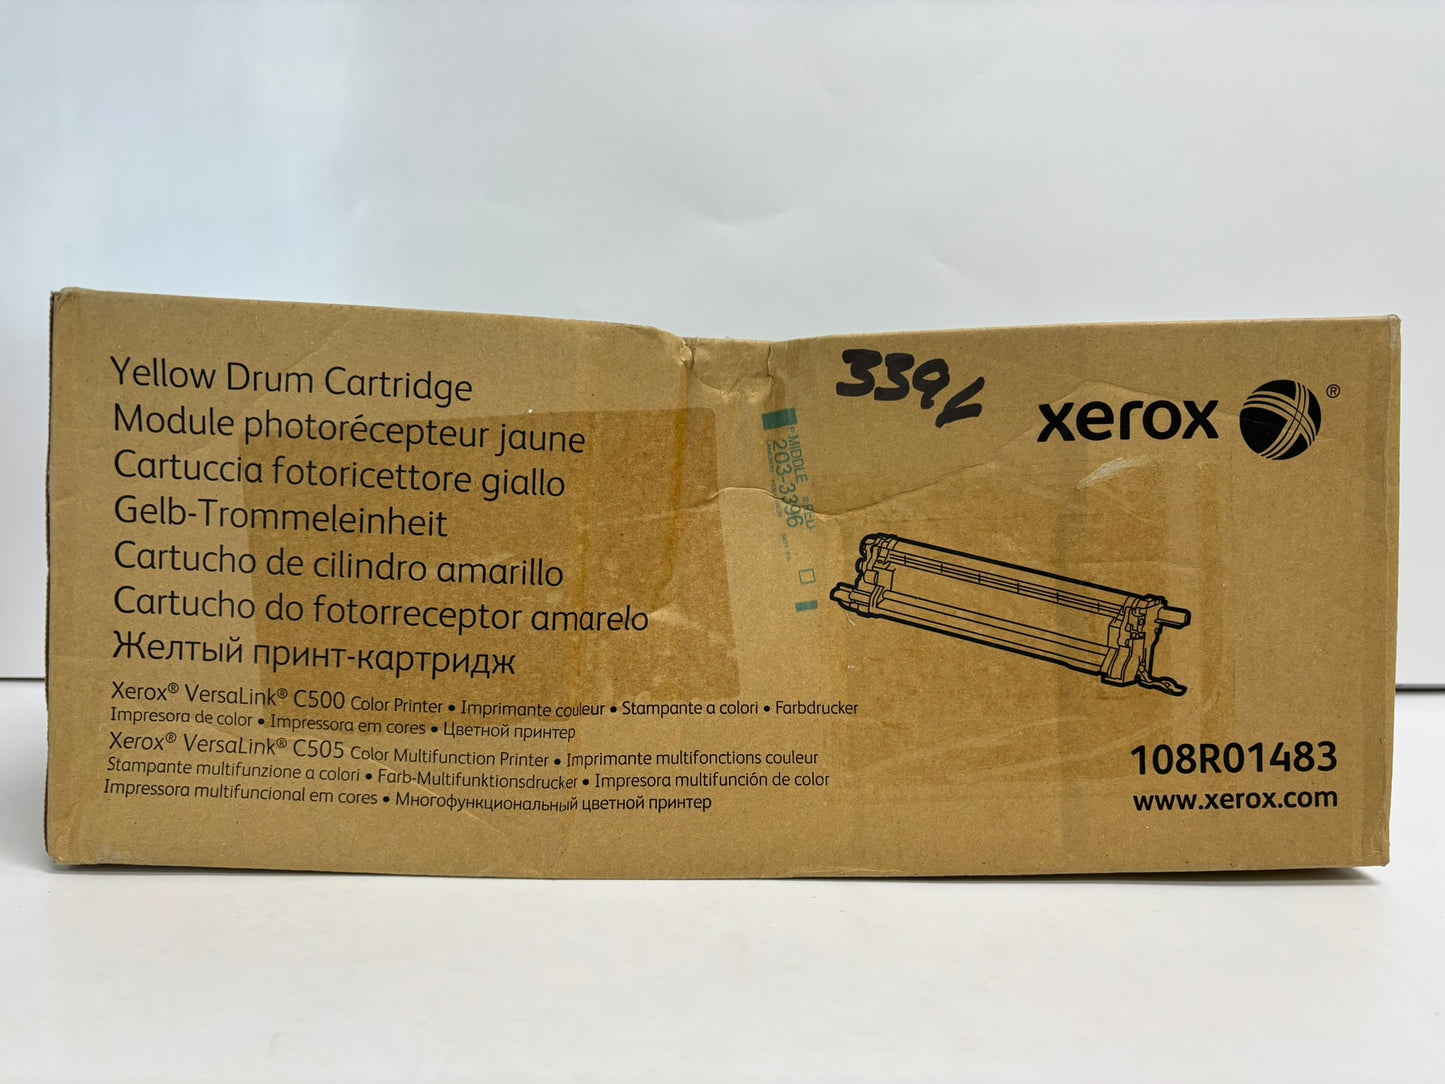 Yellow Drum Cartridge
Module photorécepteur jaune
Cartuccia fotoricettore giallo
Gelb-Trommeleinheit
Cartucho de cilindro amarillo
Cartucho do fotorreceptor amarelo
Желтый принт-картридж
Xerox® VersaLink® C500 Color Printer • Imprimante couleur • Stampante a colori • Farbdrucker
Impresora de color • Impressora em cores • Цветной принтер
Xerox® VersaLink® C505 Color Multifunction Printer • Imprimante multifonctions couleur
Stampante multifunzione a colori • Farb-Multifunktionsdrucker • Impresora multifunción de color
Impressora multifuncional em cores • Многофункциональный цветной принтер
MIDDLE
203-3396
xerox ®
108R01483
www.xerox.com